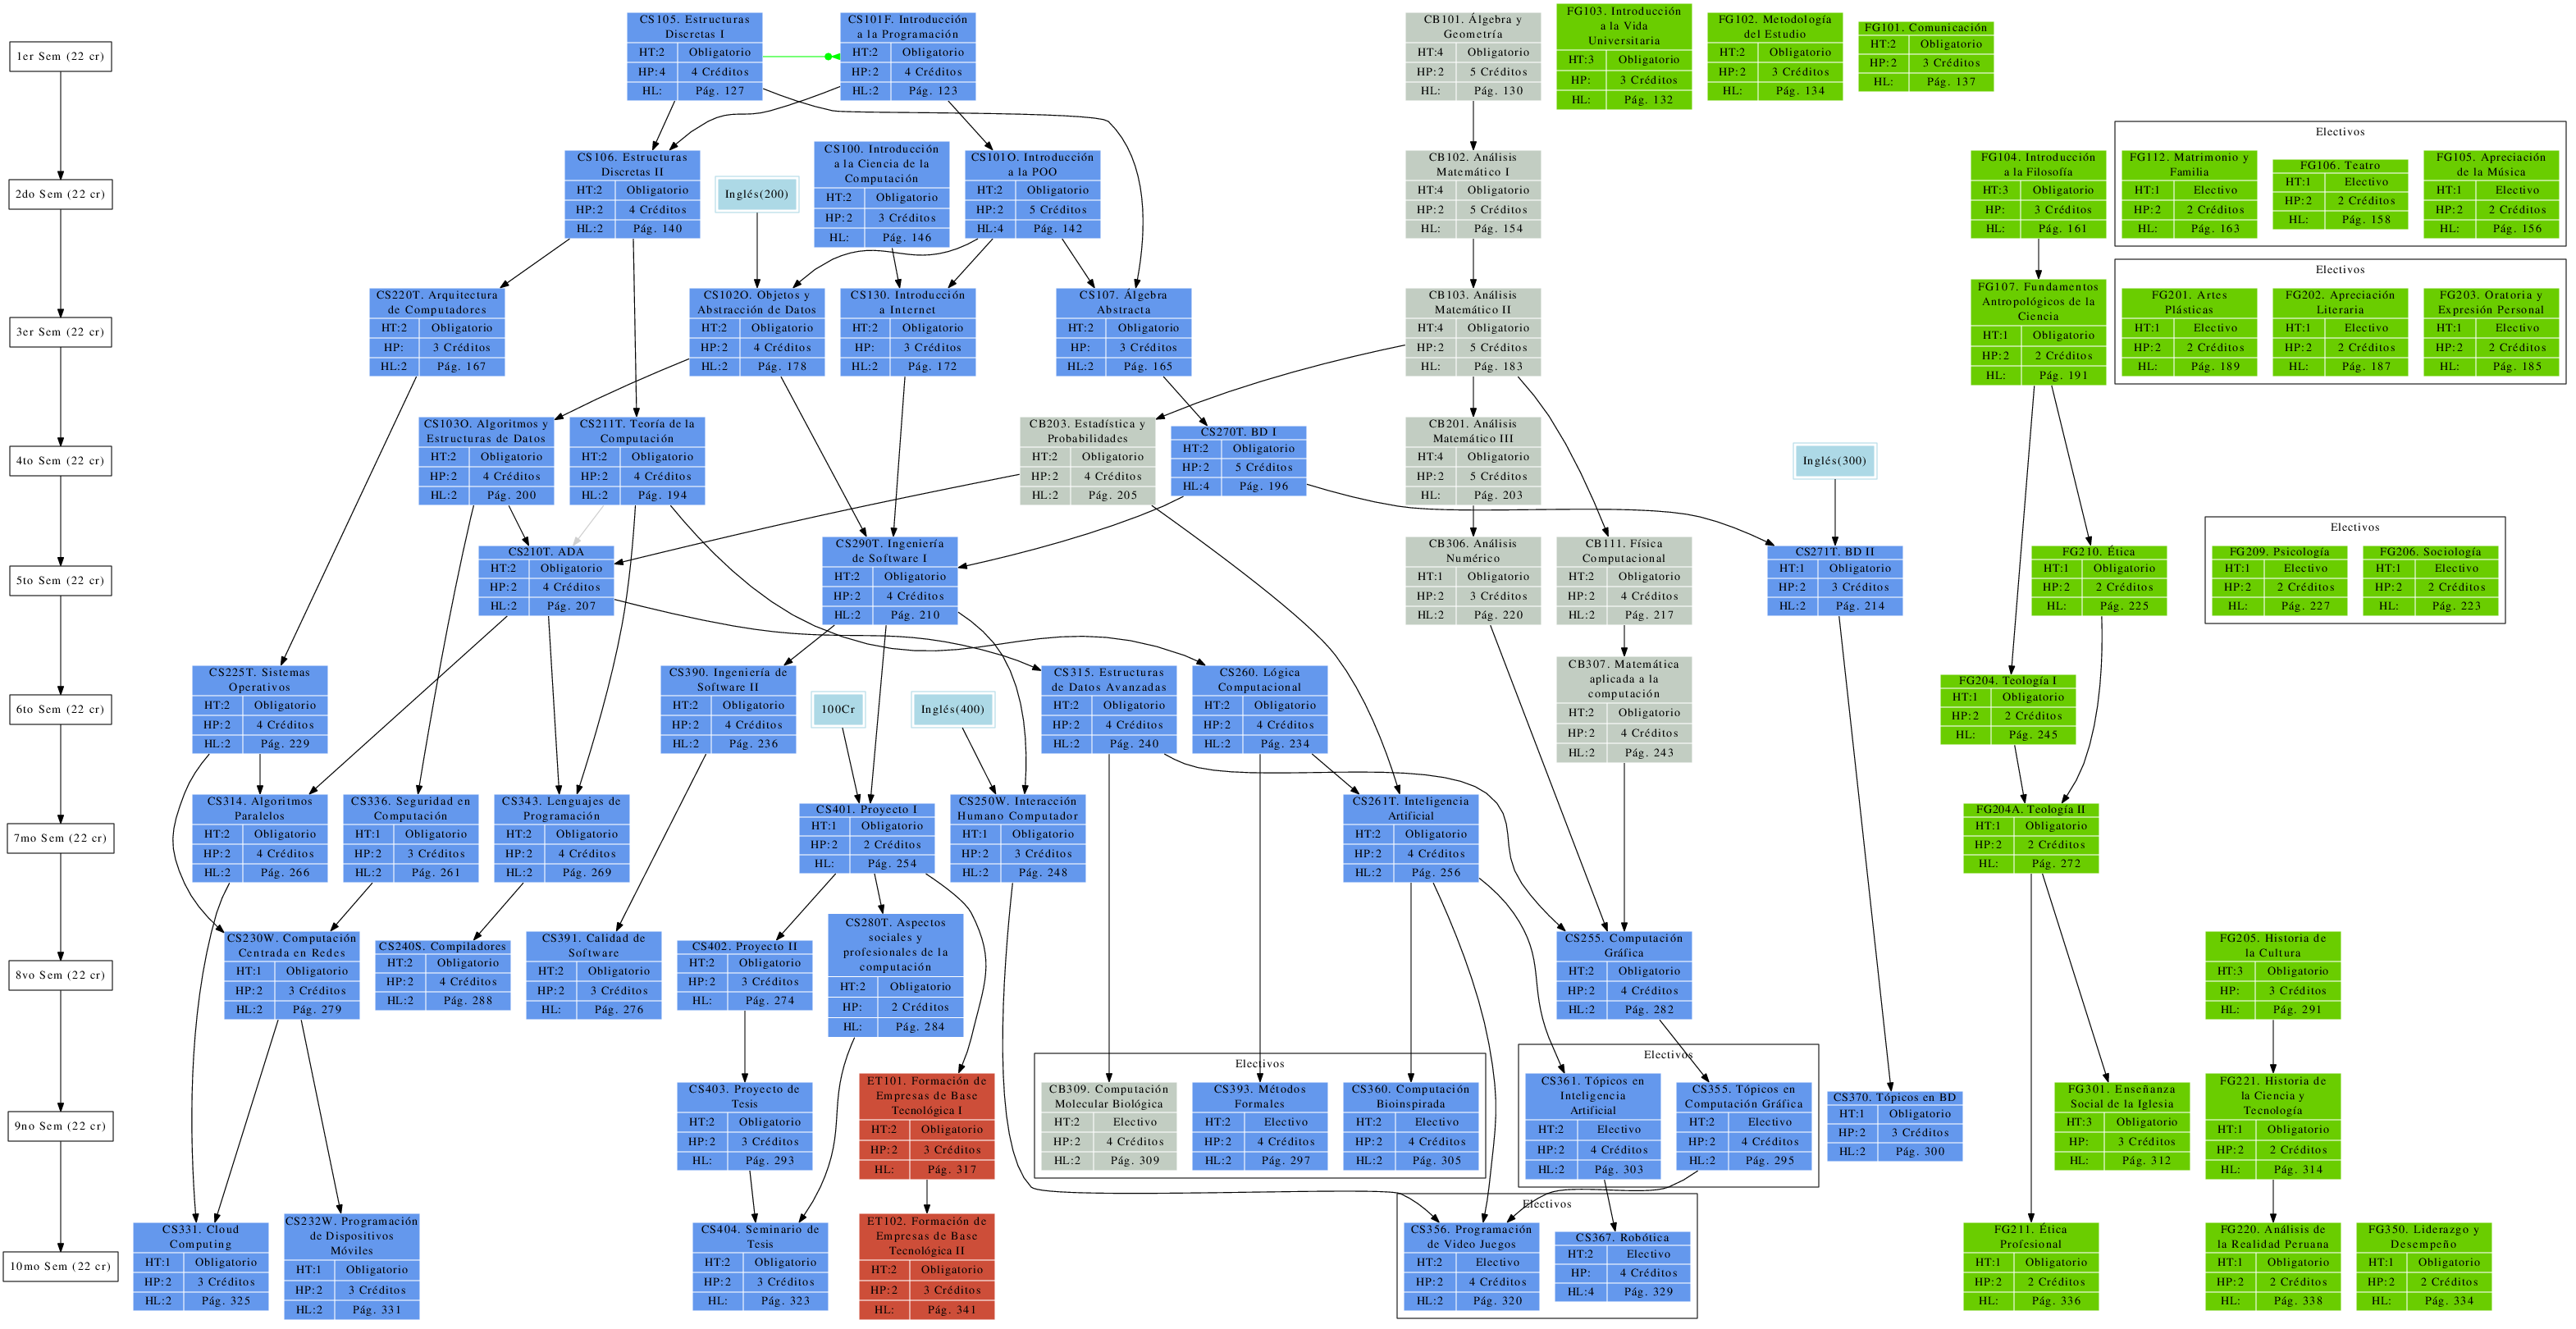 1er Sem (22 cr)
CS105. Estructuras
Discretas I
HT:2 Obligatorio
HP:4 4 Créditos
HL: Pág. 127
CS101F. Introducción
a la Programación
HT:2 Obligatorio
HP:2 4 Créditos
HL:2 Pág. 123
CB101. Álgebra y
Geometría
HT:4 Obligatorio
HP:2 5 Créditos
HL: Pág. 130
FG103. Introducción
a la Vida
Universitaria
HT:3 Obligatorio
HP: 3 Créditos
HL: Pág. 132
FG102. Metodología
del Estudio
HT:2 Obligatorio
HP:2 3 Créditos
HL: Pág. 134
FG101. Comunicación
HT:2 Obligatorio
HP:2 3 Créditos
HL: Pág. 137
2do Sem (22 cr)
CS106. Estructuras
Discretas II
HT:2 Obligatorio
HP:2 4 Créditos
HL:2 Pág. 140
Inglés(200)
CS100. Introducción
a la Ciencia de la
Computación
HT:2 Obligatorio
HP:2 3 Créditos
HL: Pág. 146
CS101O. Introducción
a la POO
HT:2 Obligatorio
HP:2 5 Créditos
HL:4 Pág. 142
CB102. Análisis
Matemático I
HT:4 Obligatorio
HP:2 5 Créditos
HL: Pág. 154
FG104. Introducción
a la Filosofía
HT:3 Obligatorio
HP: 3 Créditos
HL: Pág. 161
Electivos
FG112. Matrimonio y
Familia
HT:1 Electivo
HP:2 2 Créditos
HL: Pág. 163
FG106. Teatro
HT:1 Electivo
HP:2 2 Créditos
HL: Pág. 158
FG105. Apreciación
de la Música
HT:1 Electivo
HP:2 2 Créditos
HL: Pág. 156
3er Sem (22 cr)
CS220T. Arquitectura
de Computadores
HT:2 Obligatorio
HP: 3 Créditos
HL:2 Pág. 167
CS102O. Objetos y
Abstracción de Datos
HT:2 Obligatorio
HP:2 4 Créditos
HL:2 Pág. 178
CS130. Introducción
a Internet
HT:2 Obligatorio
HP: 3 Créditos
HL:2 Pág. 172
CS107. Álgebra
Abstracta
HT:2 Obligatorio
HP: 3 Créditos
HL:2 Pág. 165
CB103. Análisis
Matemático II
HT:4 Obligatorio
HP:2 5 Créditos
HL: Pág. 183
FG107. Fundamentos
Antropológicos de la
Ciencia
HT:1 Obligatorio
HP:2 2 Créditos
HL: Pág. 191
Electivos
FG201. Artes
Plásticas
HT:1 Electivo
HP:2 2 Créditos
HL: Pág. 189
FG202. Apreciación
Literaria
HT:1 Electivo
HP:2 2 Créditos
HL: Pág. 187
FG203. Oratoria y
Expresión Personal
HT:1 Electivo
HP:2 2 Créditos
HL: Pág. 185
4to Sem (22 cr)
CS103O. Algoritmos y
Estructuras de Datos
HT:2 Obligatorio
HP:2 4 Créditos
HL:2 Pág. 200
CS211T. Teoría de la
Computación
HT:2 Obligatorio
HP:2 4 Créditos
HL:2 Pág. 194
CB203. Estadística y
Probabilidades
HT:2 Obligatorio
HP:2 4 Créditos
HL:2 Pág. 205
CS270T. BD I
HT:2 Obligatorio
HP:2 5 Créditos
HL:4 Pág. 196
CB201. Análisis
Matemático III
HT:4 Obligatorio
HP:2 5 Créditos
HL: Pág. 203
Inglés(300)
5to Sem (22 cr)
CS210T. ADA
HT:2 Obligatorio
HP:2 4 Créditos
HL:2 Pág. 207
CS290T. Ingeniería
de Software I
HT:2 Obligatorio
HP:2 4 Créditos
HL:2 Pág. 210
CB306. Análisis
Numérico
HT:1 Obligatorio
HP:2 3 Créditos
HL:2 Pág. 220
CB111. Física
Computacional
HT:2 Obligatorio
HP:2 4 Créditos
HL:2 Pág. 217
CS271T. BD II
HT:1 Obligatorio
HP:2 3 Créditos
HL:2 Pág. 214
FG210. Ética
HT:1 Obligatorio
HP:2 2 Créditos
HL: Pág. 225
Electivos
FG209. Psicología
HT:1 Electivo
HP:2 2 Créditos
HL: Pág. 227
FG206. Sociología
HT:1 Electivo
HP:2 2 Créditos
HL: Pág. 223
6to Sem (22 cr)
CS225T. Sistemas
Operativos
HT:2 Obligatorio
HP:2 4 Créditos
HL:2 Pág. 229
CS390. Ingeniería de
Software II
HT:2 Obligatorio
HP:2 4 Créditos
HL:2 Pág. 236
100Cr
Inglés(400)
CS315. Estructuras
de Datos Avanzadas
HT:2 Obligatorio
HP:2 4 Créditos
HL:2 Pág. 240
CS260. Lógica
Computacional
HT:2 Obligatorio
HP:2 4 Créditos
HL:2 Pág. 234
CB307. Matemática
aplicada a la
computación
HT:2 Obligatorio
HP:2 4 Créditos
HL:2 Pág. 243
FG204. Teología I
HT:1 Obligatorio
HP:2 2 Créditos
HL: Pág. 245
7mo Sem (22 cr)
CS314. Algoritmos
Paralelos
HT:2 Obligatorio
HP:2 4 Créditos
HL:2 Pág. 266
CS336. Seguridad en
Computación
HT:1 Obligatorio
HP:2 3 Créditos
HL:2 Pág. 261
CS343. Lenguajes de
Programación
HT:2 Obligatorio
HP:2 4 Créditos
HL:2 Pág. 269
CS401. Proyecto I
HT:1 Obligatorio
HP:2 2 Créditos
HL: Pág. 254
CS250W. Interacción
Humano Computador
HT:1 Obligatorio
HP:2 3 Créditos
HL:2 Pág. 248
CS261T. Inteligencia
Artificial
HT:2 Obligatorio
HP:2 4 Créditos
HL:2 Pág. 256
FG204A. Teología II
HT:1 Obligatorio
HP:2 2 Créditos
HL: Pág. 272
8vo Sem (22 cr)
CS230W. Computación
Centrada en Redes
HT:1 Obligatorio
HP:2 3 Créditos
HL:2 Pág. 279
CS240S. Compiladores
HT:2 Obligatorio
HP:2 4 Créditos
HL:2 Pág. 288
CS391. Calidad de
Software
HT:2 Obligatorio
HP:2 3 Créditos
HL: Pág. 276
CS402. Proyecto II
HT:2 Obligatorio
HP:2 3 Créditos
HL: Pág. 274
CS280T. Aspectos
sociales y
profesionales de la
computación
HT:2 Obligatorio
HP: 2 Créditos
HL: Pág. 284
CS255. Computación
Gráfica
HT:2 Obligatorio
HP:2 4 Créditos
HL:2 Pág. 282
FG205. Historia de
la Cultura
HT:3 Obligatorio
HP: 3 Créditos
HL: Pág. 291
9no Sem (22 cr)
CS403. Proyecto de
Tesis
HT:2 Obligatorio
HP:2 3 Créditos
HL: Pág. 293
ET101. Formación de
Empresas de Base
Tecnológica I
HT:2 Obligatorio
HP:2 3 Créditos
HL: Pág. 317
Electivos
CB309. Computación
Molecular Biológica
HT:2 Electivo
HP:2 4 Créditos
HL:2 Pág. 309
CS393. Métodos
Formales
HT:2 Electivo
HP:2 4 Créditos
HL:2 Pág. 297
CS360. Computación
Bioinspirada
HT:2 Electivo
HP:2 4 Créditos
HL:2 Pág. 305
Electivos
CS361. Tópicos en
Inteligencia
Artificial
HT:2 Electivo
HP:2 4 Créditos
HL:2 Pág. 303
CS355. Tópicos en
Computación Gráfica
HT:2 Electivo
HP:2 4 Créditos
HL:2 Pág. 295
CS370. Tópicos en BD
HT:1 Obligatorio
HP:2 3 Créditos
HL:2 Pág. 300
FG301. Enseñanza
Social de la Iglesia
HT:3 Obligatorio
HP: 3 Créditos
HL: Pág. 312
FG221. Historia de
la Ciencia y
Tecnología
HT:1 Obligatorio
HP:2 2 Créditos
HL: Pág. 314
10mo Sem (22 cr)
CS331. Cloud
Computing
HT:1 Obligatorio
HP:2 3 Créditos
HL:2 Pág. 325
CS232W. Programación
de Dispositivos
Móviles
HT:1 Obligatorio
HP:2 3 Créditos
HL:2 Pág. 331
CS404. Seminario de
Tesis
HT:2 Obligatorio
HP:2 3 Créditos
HL: Pág. 323
ET102. Formación de
Empresas de Base
Tecnológica II
HT:2 Obligatorio
HP:2 3 Créditos
HL: Pág. 341
Electivos
CS356. Programación
de Video Juegos
HT:2 Electivo
HP:2 4 Créditos
HL:2 Pág. 320
CS367. Robótica
HT:2 Electivo
HP: 4 Créditos
HL:4 Pág. 329
FG211. Ética
Profesional
HT:1 Obligatorio
HP:2 2 Créditos
HL: Pág. 336
FG220. Análisis de
la Realidad Peruana
HT:1 Obligatorio
HP:2 2 Créditos
HL: Pág. 338
FG350. Liderazgo y
Desempeño
HT:1 Obligatorio
HP:2 2 Créditos
HL: Pág. 334